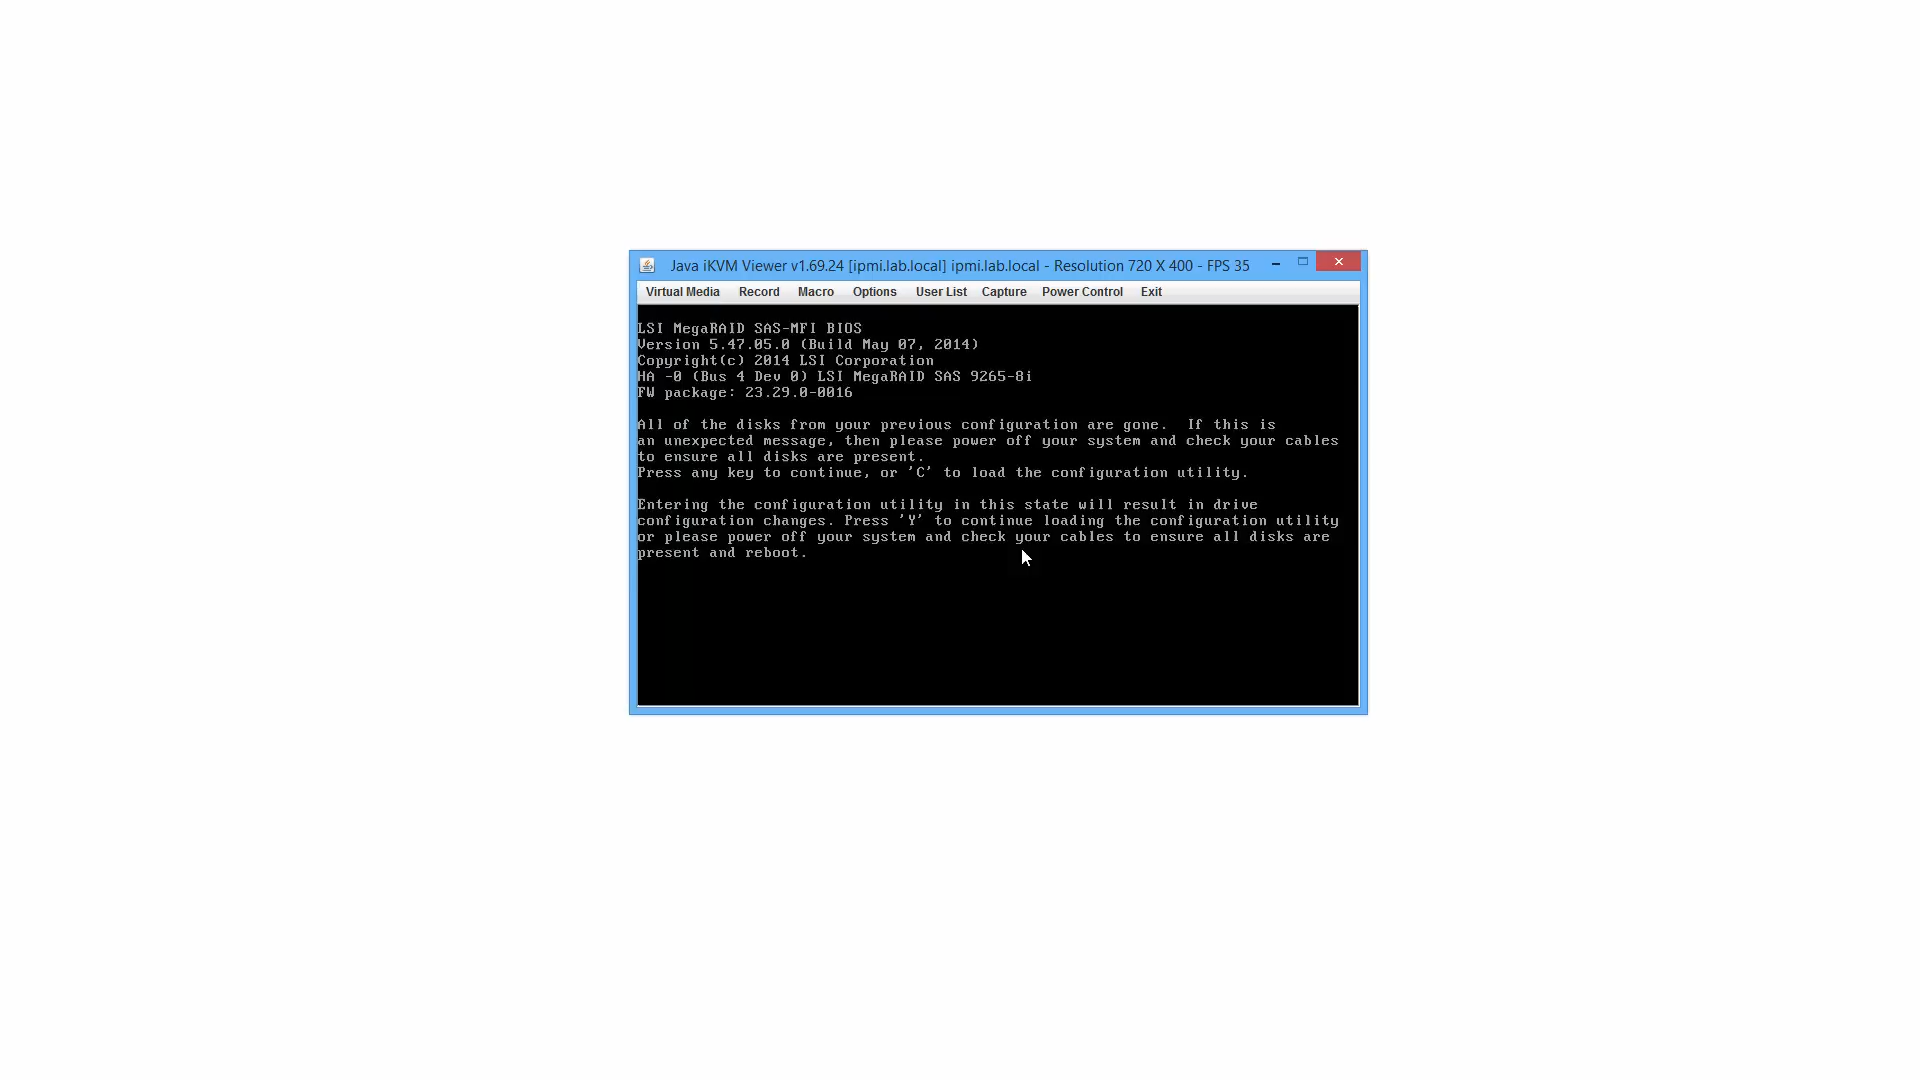 Java iKVM Viewer v1.69.24 [ipmi.lab.local] ipmi.lab.local - Resolution 720 X 400 - FPS 35
Virtual Media Record Macro Options User List Capture Power Control Exit
LSI MegaRAID SAS-MFI BIOS
Version 5.47.05.0 (Build May 07, 2014)
Copyright(c) 2014 LSI Corporation
HA -0 (Bus 4 Dev 0) LSI MegaRAID SAS 9265-8i
FW package: 23.29.0-0016
All of the disks from your previous configuration are gone.  If this is
an unexpected message, then please power off your system and check your cables
to ensure all disks are present.
Press any key to continue, or 'C' to load the configuration utility.
Entering the configuration utility in this state will result in drive
configuration changes. Press 'Y' to continue loading the configuration utility
or please power off your system and check your cables to ensure all disks are
present and reboot.